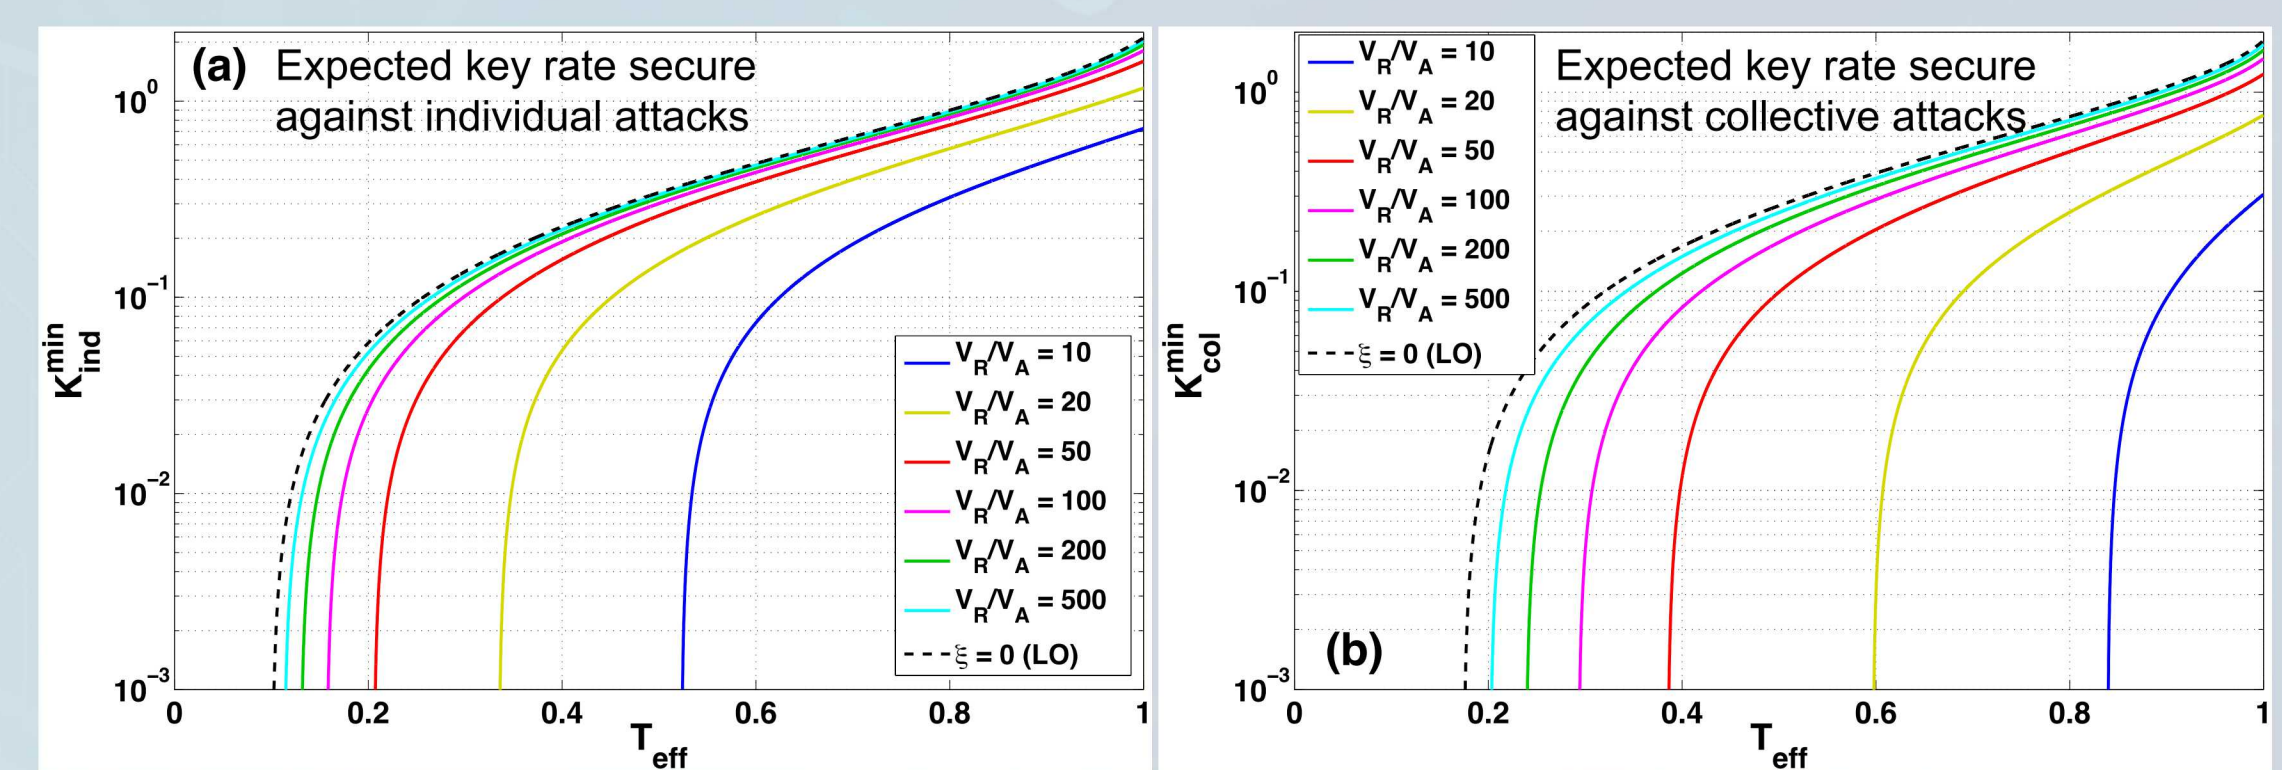 (a) Expected key rate secure
against individual attacks
10^0
10^-1
10^-2
10^-3
K_ind^min
0 0.2 0.4 0.6 0.8 1
T_eff
V_R/V_A = 10
V_R/V_A = 20
V_R/V_A = 50
V_R/V_A = 100
V_R/V_A = 200
V_R/V_A = 500
ξ = 0 (LO)
V_R/V_A = 10
V_R/V_A = 20
V_R/V_A = 50
V_R/V_A = 100
V_R/V_A = 200
V_R/V_A = 500
ξ = 0 (LO)
Expected key rate secure
against collective attacks
10^0
10^-1
10^-2
10^-3
K_col^min
(b)
0 0.2 0.4 0.6 0.8 1
T_eff